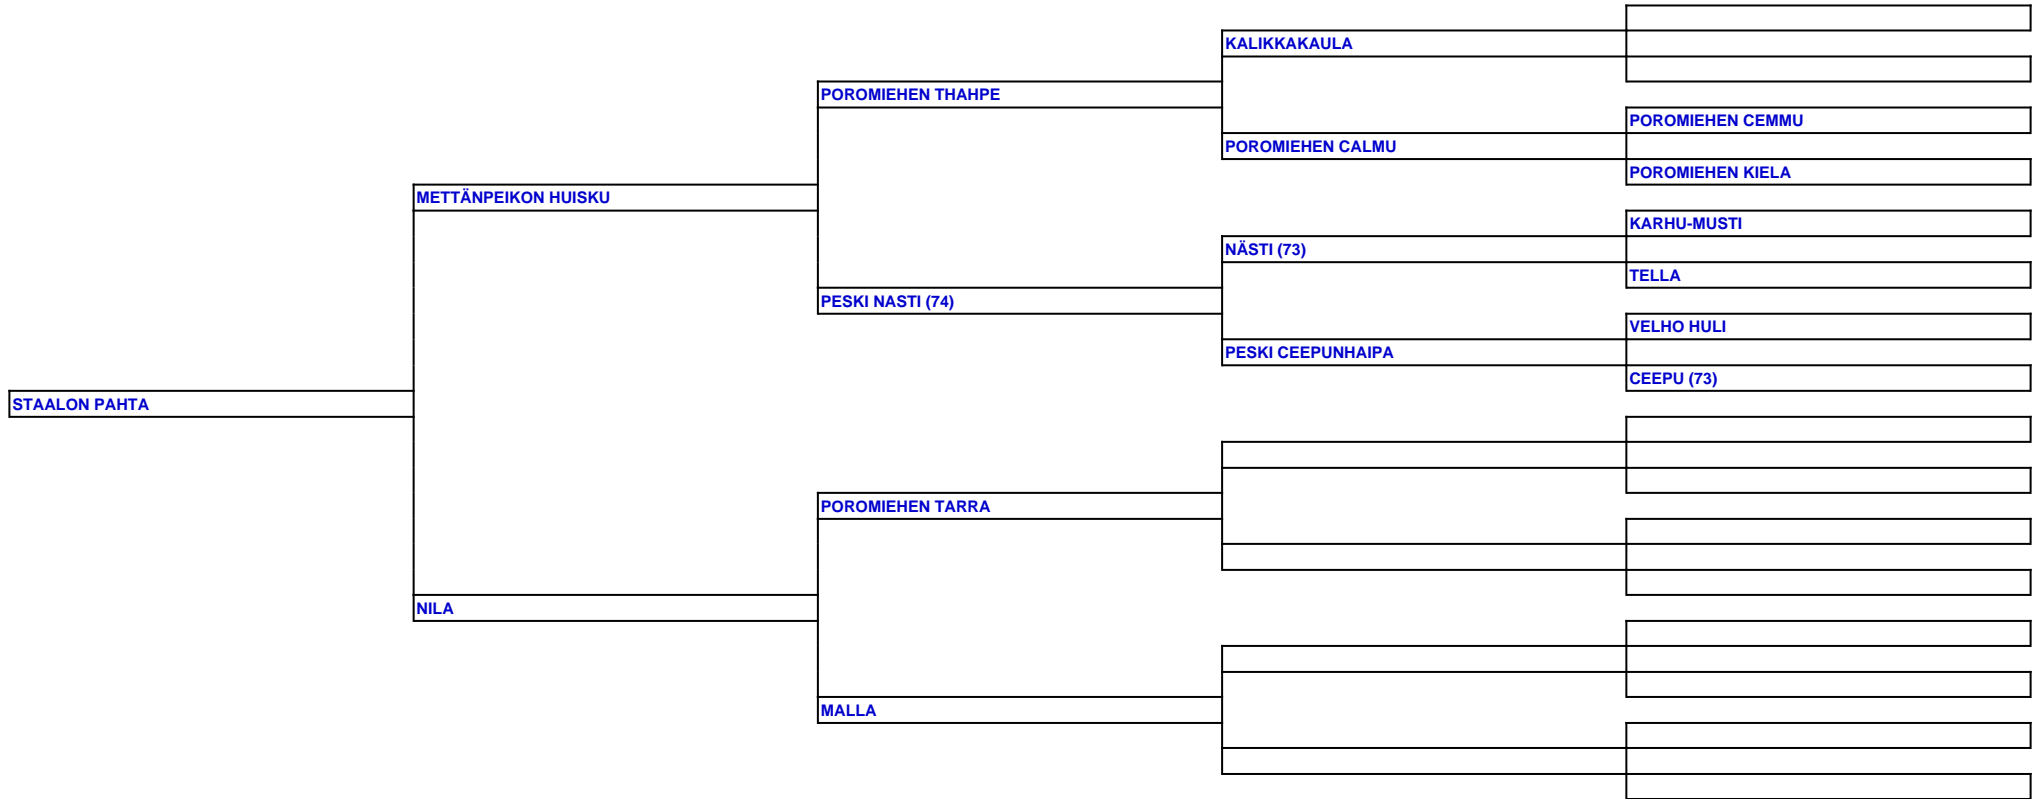 KALIKKAKAULA
POROMIEHEN THAHPE
POROMIEHEN CEMMU
POROMIEHEN CALMU
POROMIEHEN KIELA
METTÄNPEIKON HUISKU
KARHU-MUSTI
NÄSTI (73)
TELLA
PESKI NASTI (74)
VELHO HULI
PESKI CEEPUNHAIPA
CEEPU (73)
STAALON PAHTA
POROMIEHEN TARRA
NILA
MALLA